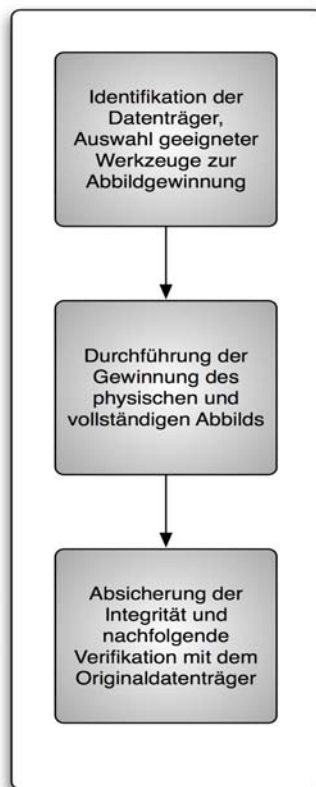 Identifikation der
Datenträger,
Auswahl geeigneter
Werkzeuge zur
Abbildgewinnung
Durchführung der
Gewinnung des
physischen und
vollständigen Abbilds
Absicherung der
Integrität und
nachfolgende
Verifikation mit dem
Originaldatenträger